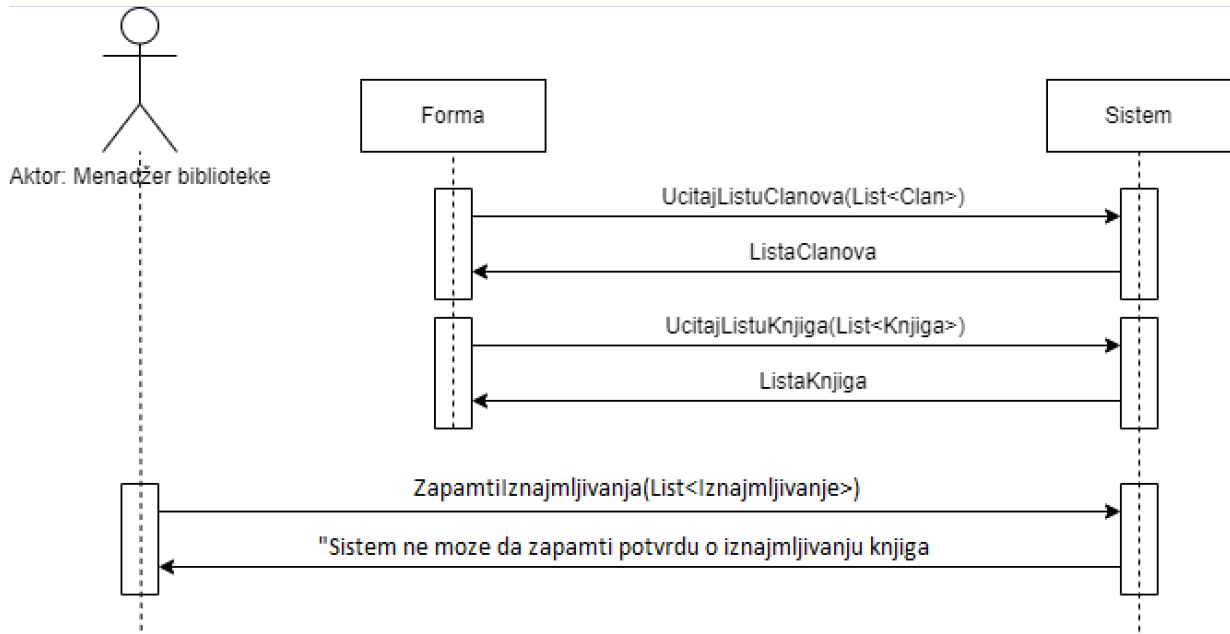 Forma
Sistem
Aktor: Menadžer biblioteke
UcitajListuClanova(List<Clan>)
ListaClanova
UcitajListuKnjiga(List<Knjiga>)
ListaKnjiga
ZapamtiIznajmljivanja(List<Iznajmljivanje>)
"Sistem ne moze da zapamti potvrdu o iznajmljivanju knjiga